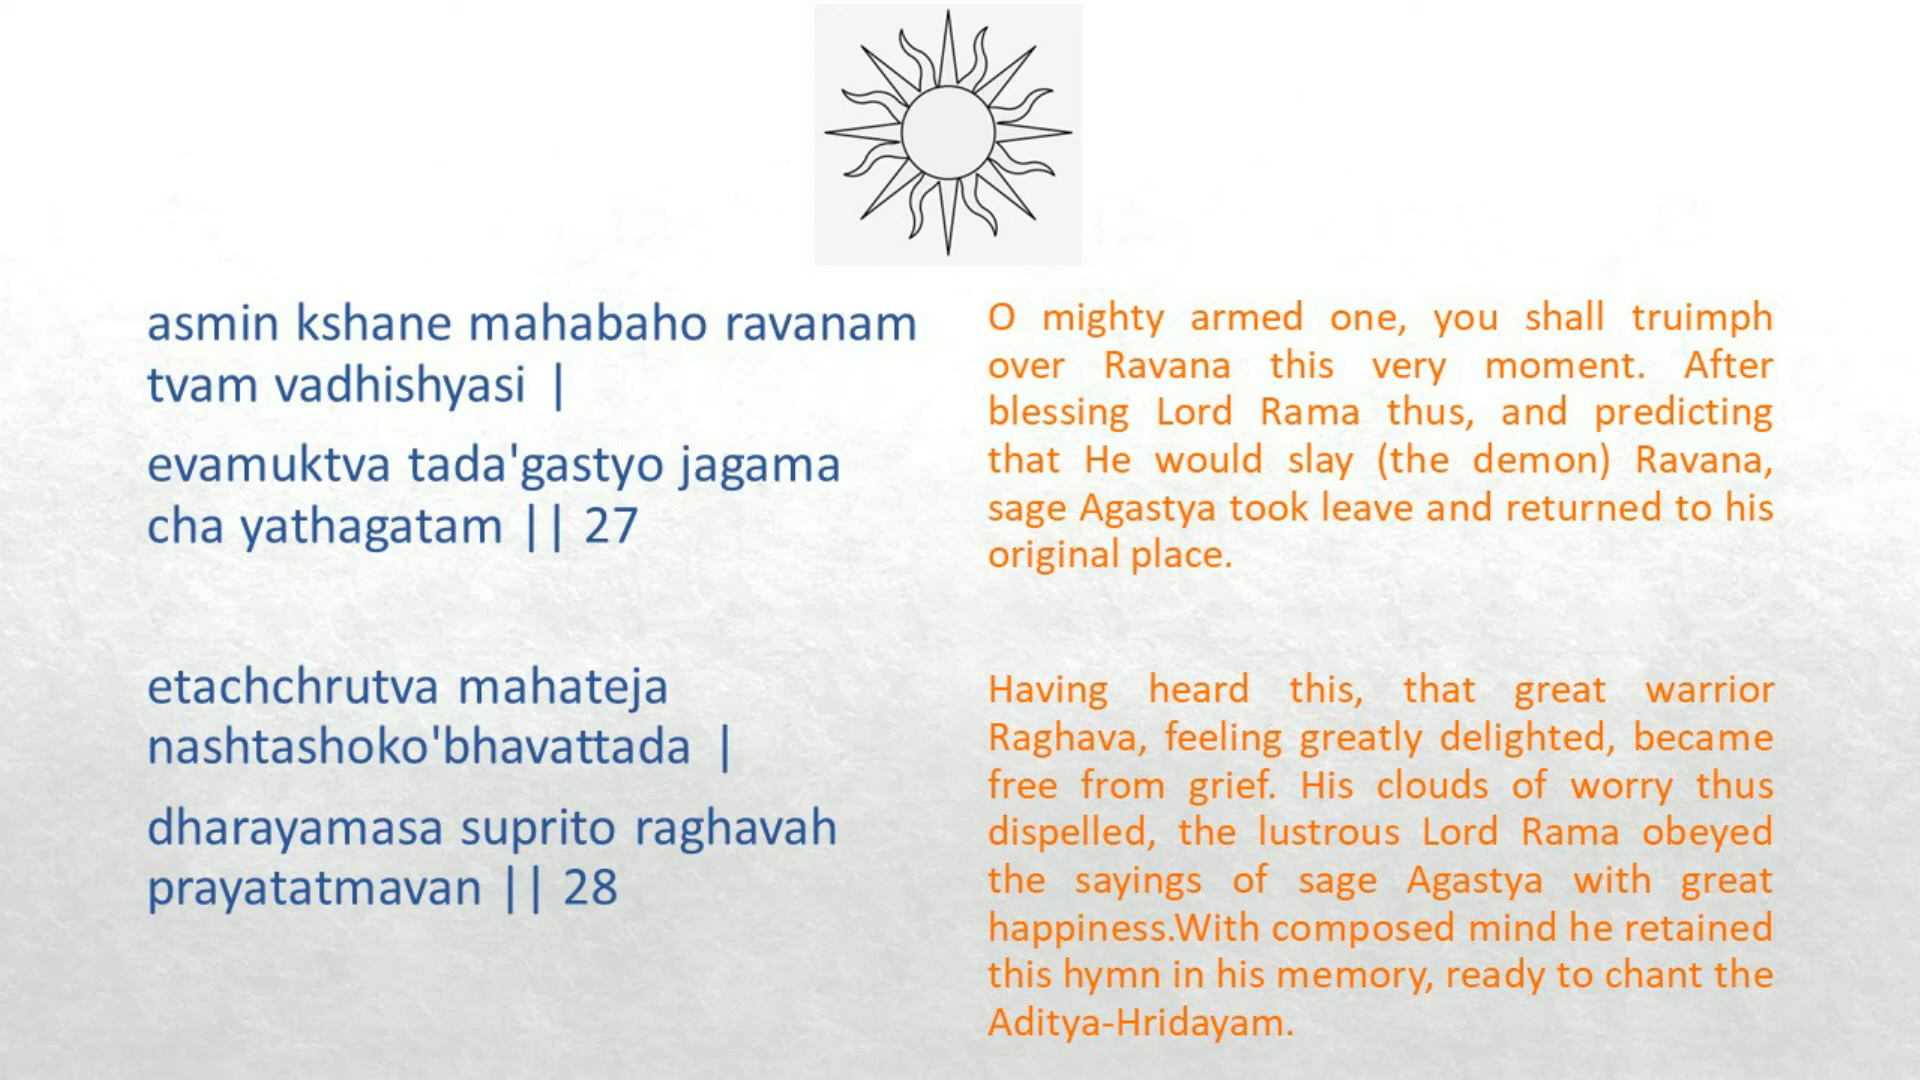 asmin kshane mahabaho ravanam
tvam vadhishyasi |
evamuktva tada'gastyo jagama
cha yathagatam || 27
O mighty armed one, you shall truimph
over Ravana this very moment. After
blessing Lord Rama thus, and predicting
that He would slay (the demon) Ravana,
sage Agastya took leave and returned to his
original place.
etachchrutva mahateja
nashtashoko'bhavattada |
dharayamasa suprito raghavah
prayatatmavan || 28
Having heard this, that great warrior
Raghava, feeling greatly delighted, became
free from grief. His clouds of worry thus
dispelled, the lustrous Lord Rama obeyed
the sayings of sage Agastya with great
happiness.With composed mind he retained
this hymn in his memory, ready to chant the
Aditya-Hridayam.